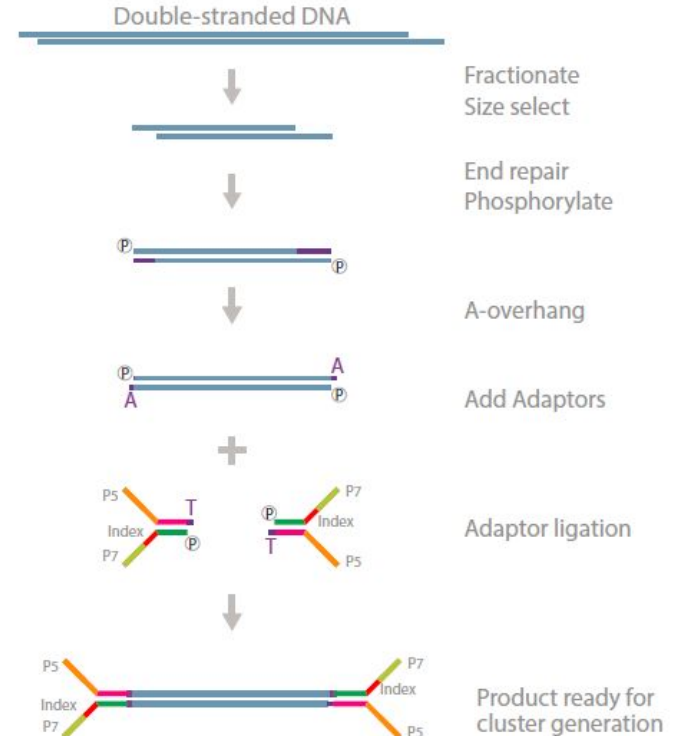 Double-stranded DNA
Fractionate
Size select
End repair
Phosphorylate
P
P
A-overhang
A
P
P
A
Add Adaptors
P5
T
P
P7
Index
Index
P7
P
T
P5
Adaptor ligation
P5
P7
Index
Index
P7
P5
Product ready for
cluster generation